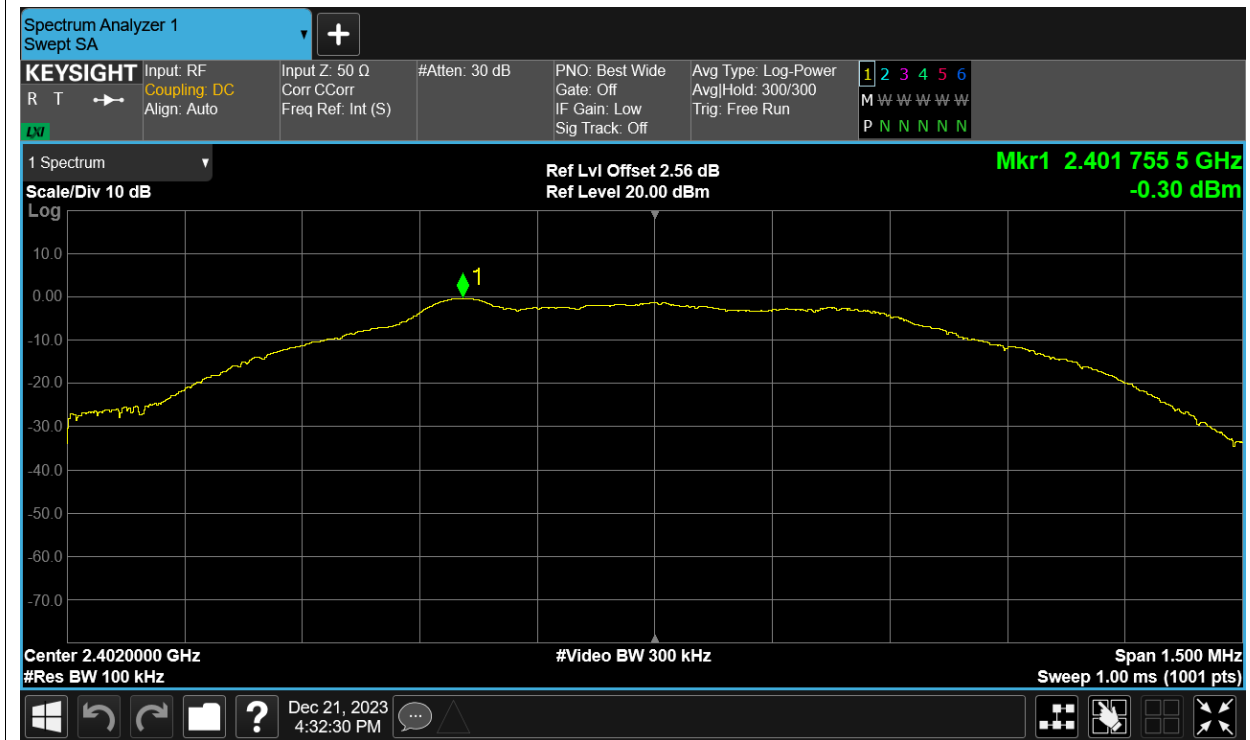 Spectrum Analyzer 1
Swept SA
+
KEYSIGHT
R T
LXI
Input: RF
Coupling: DC
Align: Auto
Input Z: 50 Ω
Corr CCorr
Freq Ref: Int (S)
#Atten: 30 dB
PNO: Best Wide
Gate: Off
IF Gain: Low
Sig Track: Off
Avg Type: Log-Power
Avg|Hold: 300/300
Trig: Free Run
1 2 3 4 5 6
M W W W W W
P N N N N N
1 Spectrum
Scale/Div 10 dB
Log
Ref Lvl Offset 2.56 dB
Ref Level 20.00 dBm
Mkr1 2.401 755 5 GHz
-0.30 dBm
1
10.0
0.00
-10.0
-20.0
-30.0
-40.0
-50.0
-60.0
-70.0
Center 2.4020000 GHz
#Res BW 100 kHz
#Video BW 300 kHz
Span 1.500 MHz
Sweep 1.00 ms (1001 pts)
?
Dec 21, 2023
4:32:30 PM